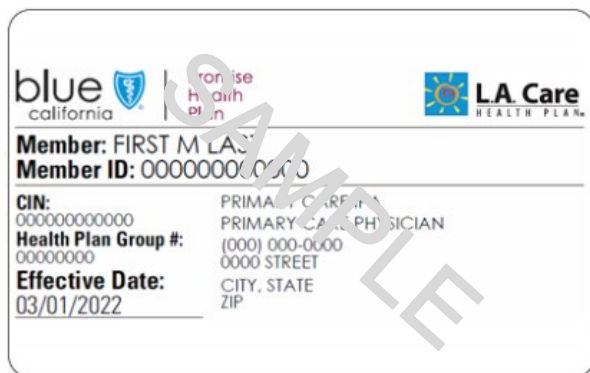 blue
california
Promise
Health
Plan
L.A. Care
HEALTH PLAN®
Member: FIRST M LAST
Member ID: 000000000000
CIN:
000000000000
Health Plan Group #:
00000000
Effective Date:
03/01/2022
PRIMARY CARE IPA
PRIMARY CARE PHYSICIAN
(000) 000-0000
0000 STREET
CITY, STATE
ZIP
SAMPLE